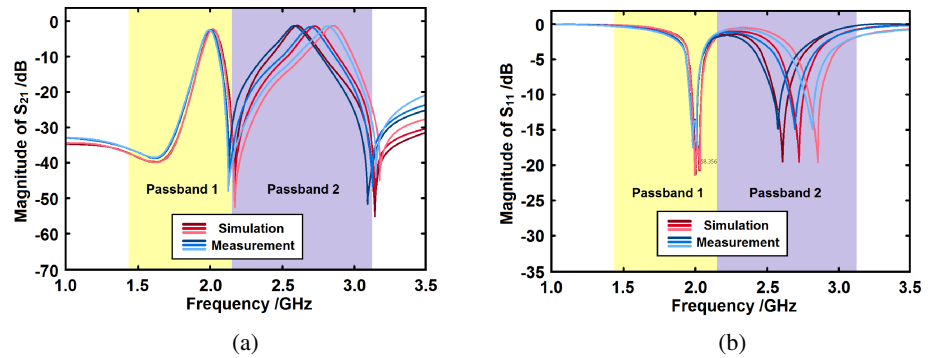 Magnitude of S21 /dB
10
0
-10
-20
-30
-40
-50
-60
-70
Passband 1
Passband 2
Simulation
Measurement
1.0 1.5 2.0 2.5 3.0 3.5
Frequency /GHz
(a)
Magnitude of S11 /dB
0
-5
-10
-15
-20
-25
-30
-35
Passband 1
Passband 2
Simulation
Measurement
1.0 1.5 2.0 2.5 3.0 3.5
Frequency /GHz
(b)